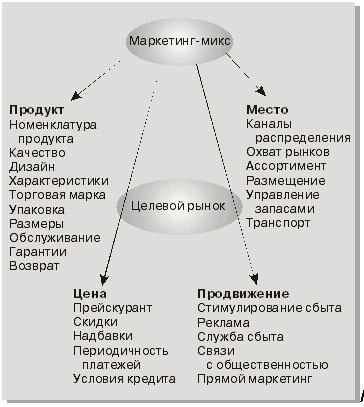 Маркетинг-микс
Продукт
Номенклатура
продукта
Качество
Дизайн
Характеристики
Торговая марка
Упаковка
Размеры
Обслуживание
Гарантии
Возврат
Место
Каналы
распределения
Охват рынков
Ассортимент
Размещение
Управление
запасами
Транспорт
Целевой рынок
Цена
Прейскурант
Скидки
Надбавки
Периодичность
платежей
Условия кредита
Продвижение
Стимулирование сбыта
Реклама
Служба сбыта
Связи
с общественностью
Прямой маркетинг